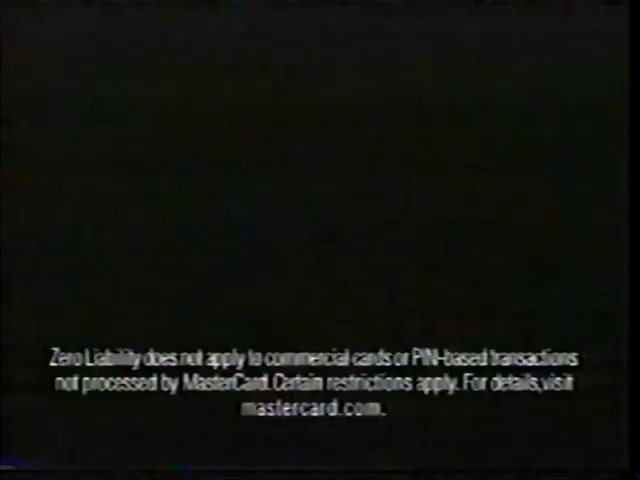 Zero Liability does not apply to commercial cards or PIN-based transactions
not processed by MasterCard. Certain restrictions apply. For details, visit
mastercard.com.